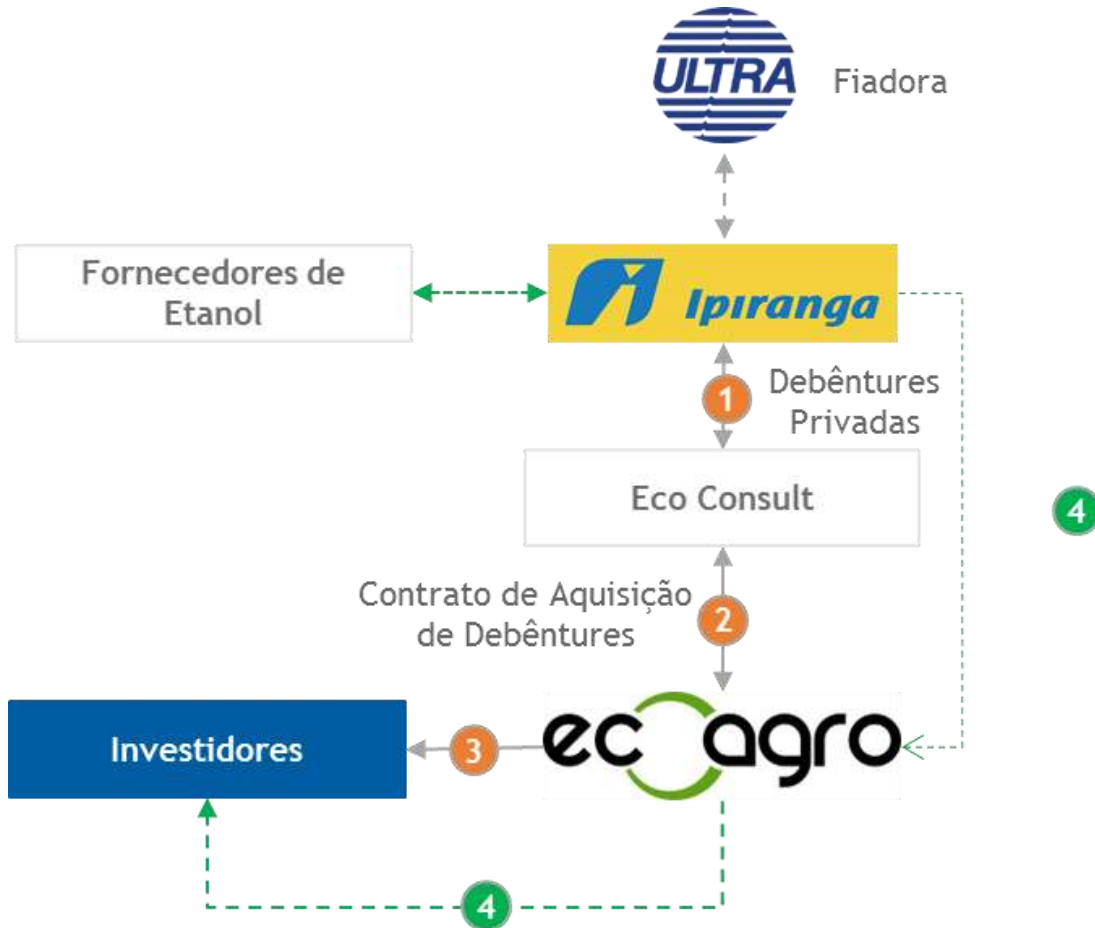 ULTRA
Fiadora
Fornecedores de
Etanol
Ipiranga
1
Debêntures
Privadas
Eco Consult
4
Contrato de Aquisição
de Debêntures
2
Investidores
3
ecoagro
4